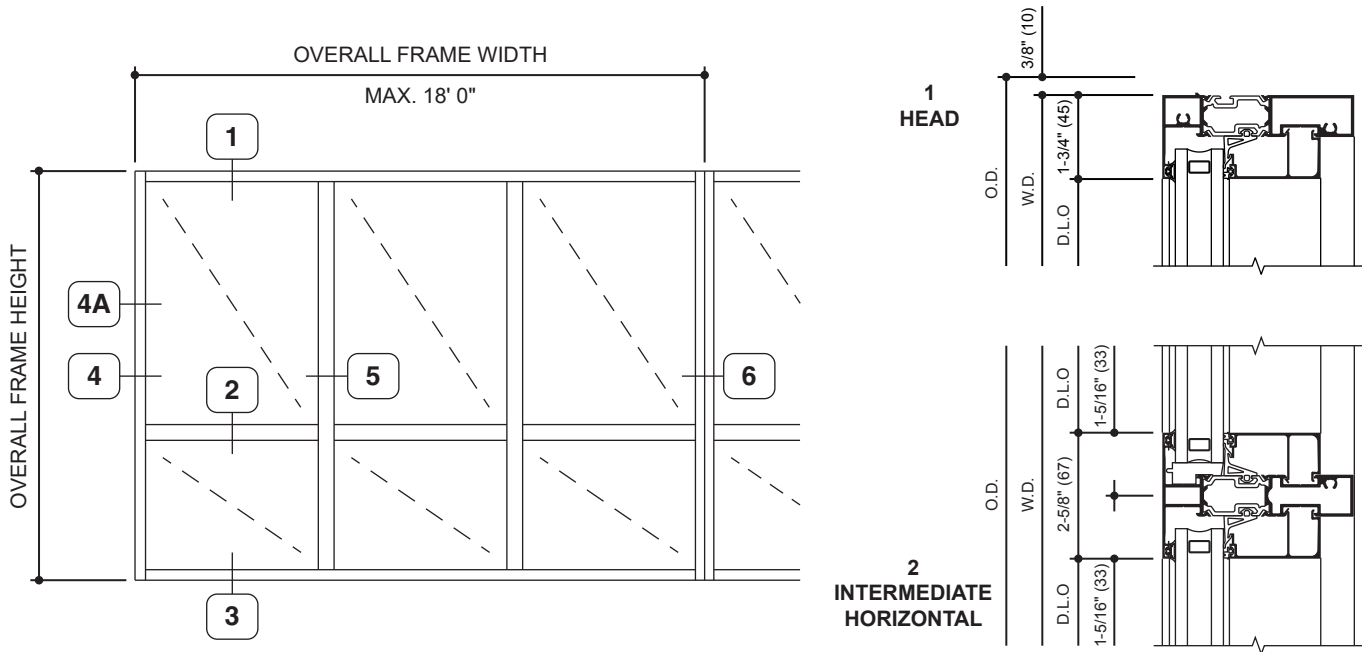 OVERALL FRAME WIDTH
MAX. 18' 0"
OVERALL FRAME HEIGHT
1
4A
4
2
5
6
3
1
HEAD
O.D.
W.D.
D.L.O
3/8" (10)
1-3/4" (45)
2
INTERMEDIATE
HORIZONTAL
O.D.
W.D.
D.L.O
1-5/16" (33)
2-5/8" (67)
D.L.O
1-5/16" (33)